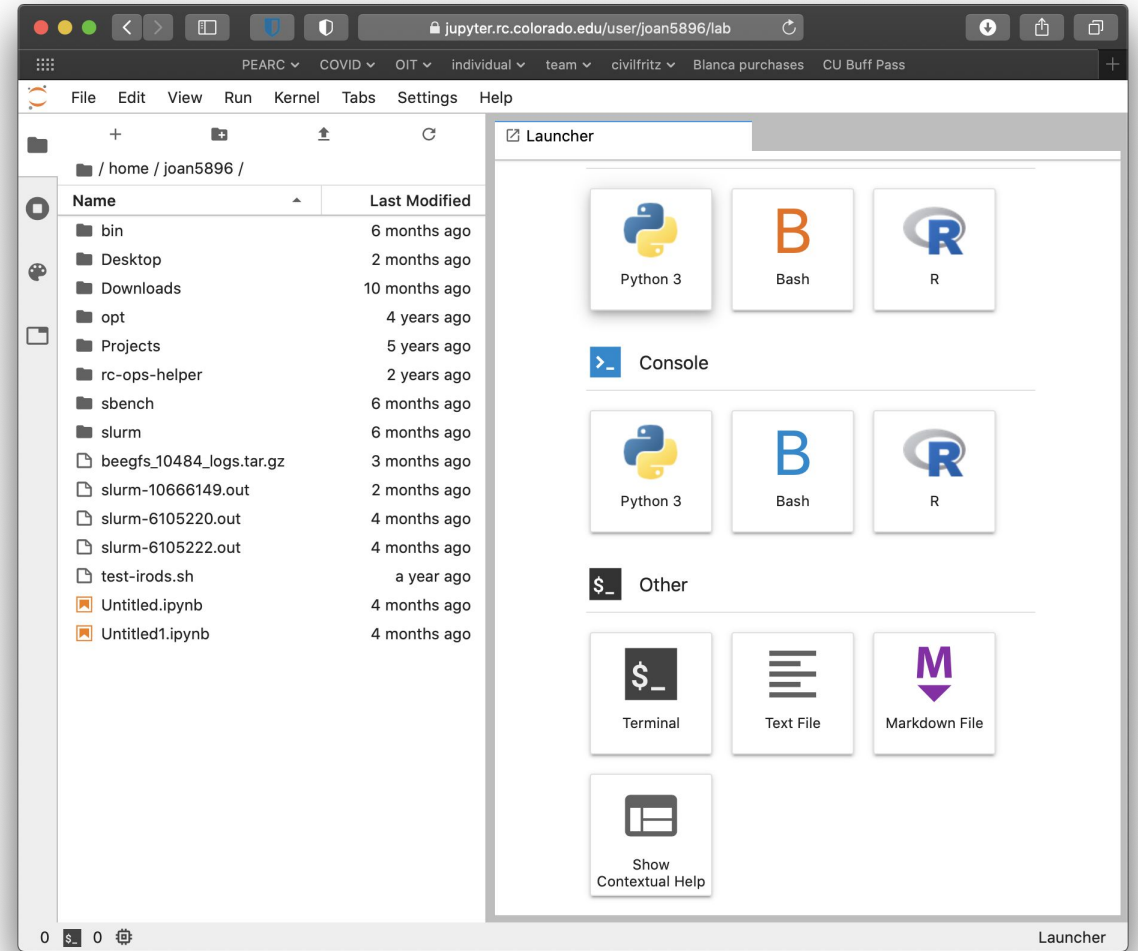 jupyter.rc.colorado.edu/user/joan5896/lab
PEARC COVID OIT individual team civilfritz Blanca purchases CU Buff Pass
File Edit View Run Kernel Tabs Settings Help
/ home / joan5896 /
Name Last Modified
bin 6 months ago
Desktop 2 months ago
Downloads 10 months ago
opt 4 years ago
Projects 5 years ago
rc-ops-helper 2 years ago
sbench 6 months ago
slurm 6 months ago
beegfs_10484_logs.tar.gz 3 months ago
slurm-10666149.out 2 months ago
slurm-6105220.out 4 months ago
slurm-6105222.out 4 months ago
test-irods.sh a year ago
Untitled.ipynb 4 months ago
Untitled1.ipynb 4 months ago
Launcher
B R
Python 3 Bash R
>_ Console
B R
Python 3 Bash R
$_ Other
$_ M
Terminal Text File Markdown File
Show
Contextual Help
0 $_ 0 Launcher